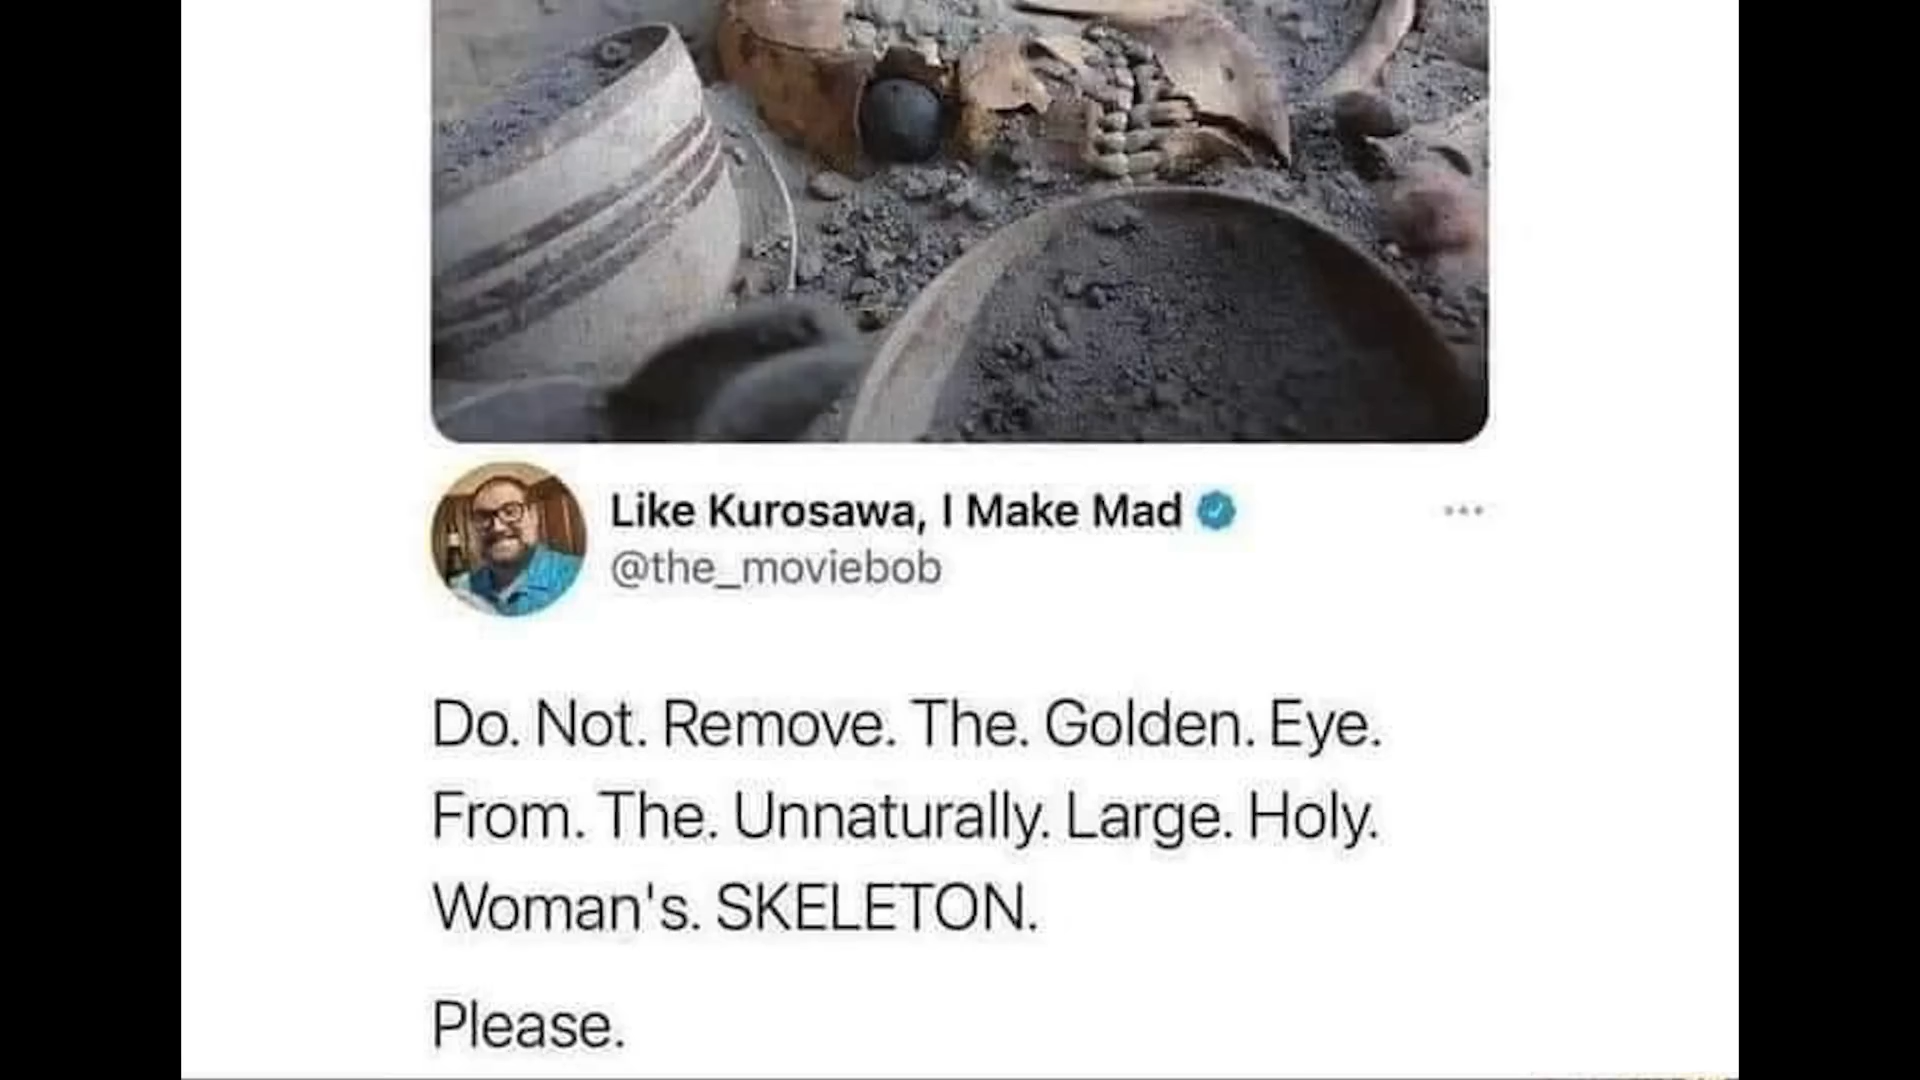 Like Kurosawa, I Make Mad
@the_moviebob
Do. Not. Remove. The. Golden. Eye.
From. The. Unnaturally. Large. Holy.
Woman's. SKELETON.
Please.